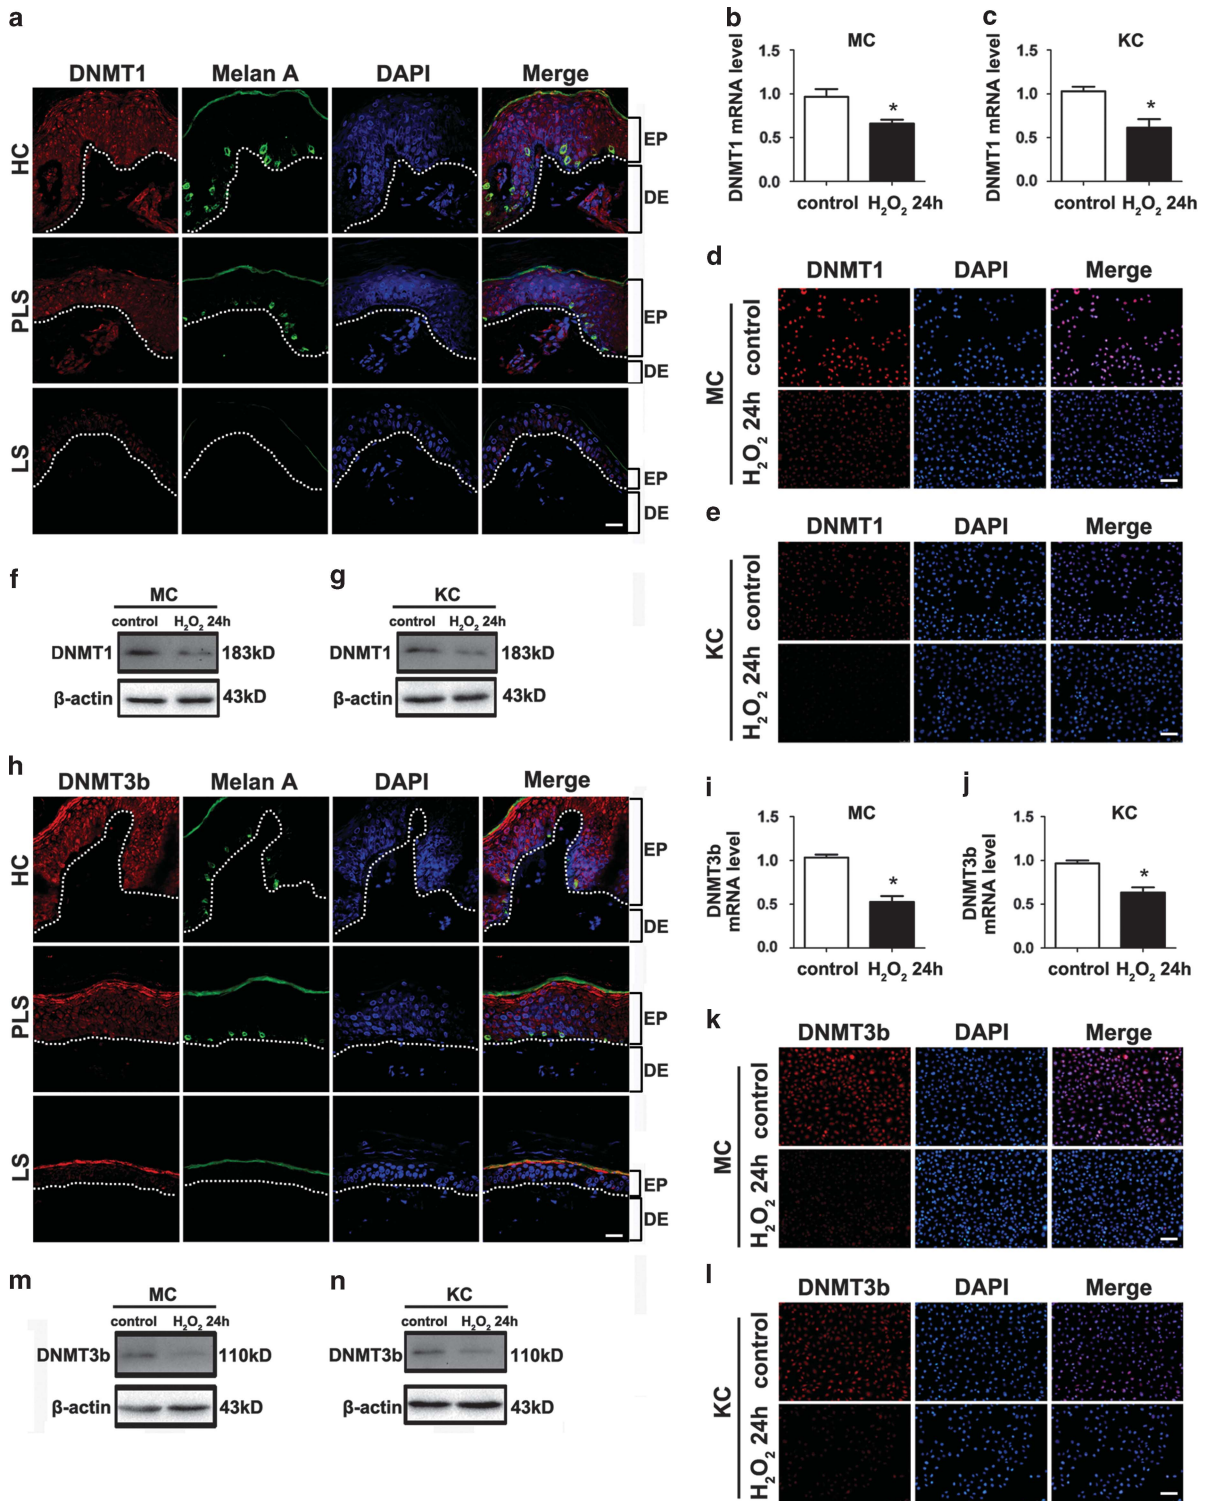 a
DNMT1 Melan A DAPI Merge
HC
EP
DE
PLS
EP
DE
LS
EP
DE
b
MC
DNMT1 mRNA level
1.5
1.0
0.5
0.0
*
control H₂O₂ 24h
c
KC
DNMT1 mRNA level
1.5
1.0
0.5
0.0
*
control H₂O₂ 24h
d
DNMT1 DAPI Merge
MC
control
H₂O₂ 24h
e
DNMT1 DAPI Merge
KC
control
H₂O₂ 24h
f
MC
control H₂O₂ 24h
DNMT1 183kD
β-actin 43kD
g
KC
control H₂O₂ 24h
DNMT1 183kD
β-actin 43kD
h
DNMT3b Melan A DAPI Merge
HC
EP
DE
PLS
EP
DE
LS
EP
DE
i
MC
DNMT3b
mRNA level
1.5
1.0
0.5
0.0
*
control H₂O₂ 24h
j
KC
DNMT3b
mRNA level
1.5
1.0
0.5
0.0
*
control H₂O₂ 24h
k
DNMT3b DAPI Merge
MC
control
H₂O₂ 24h
l
DNMT3b DAPI Merge
KC
control
H₂O₂ 24h
m
MC
control H₂O₂ 24h
DNMT3b 110kD
β-actin 43kD
n
KC
control H₂O₂ 24h
DNMT3b 110kD
β-actin 43kD